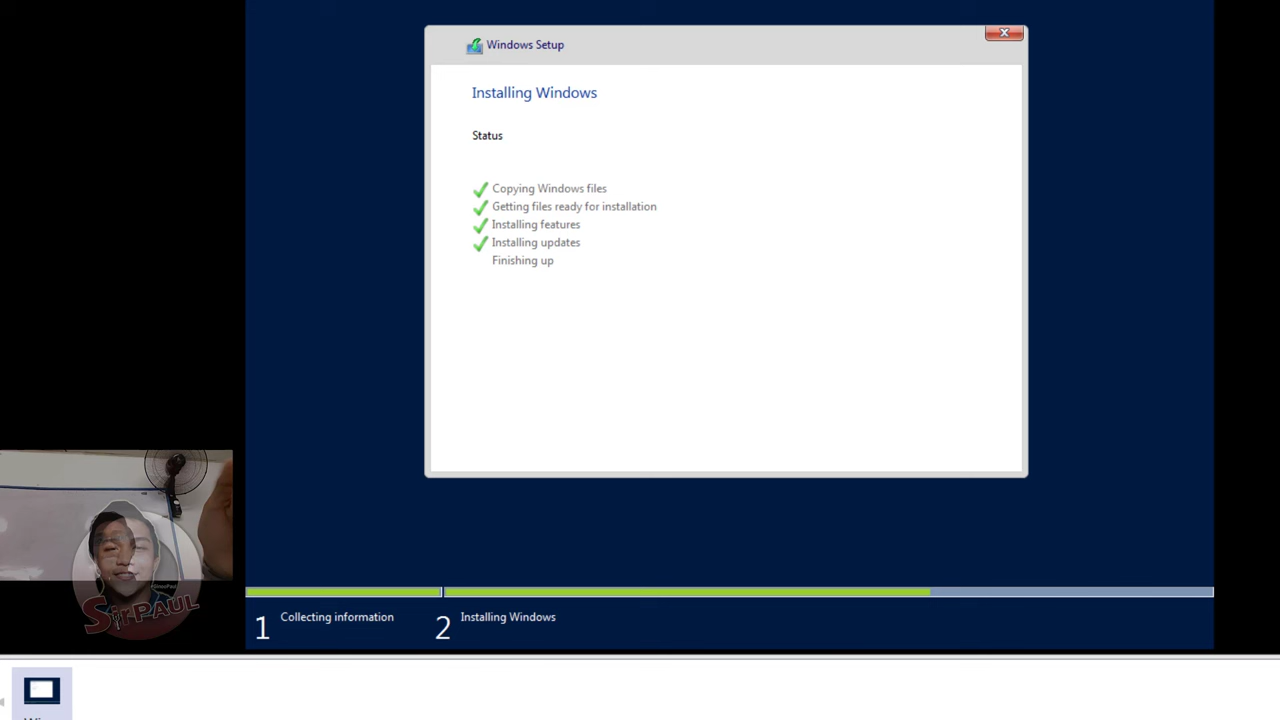 Windows Setup
Installing Windows
Status
Copying Windows files
Getting files ready for installation
Installing features
Installing updates
Finishing up
SirPAUL
1 Collecting information
2 Installing Windows